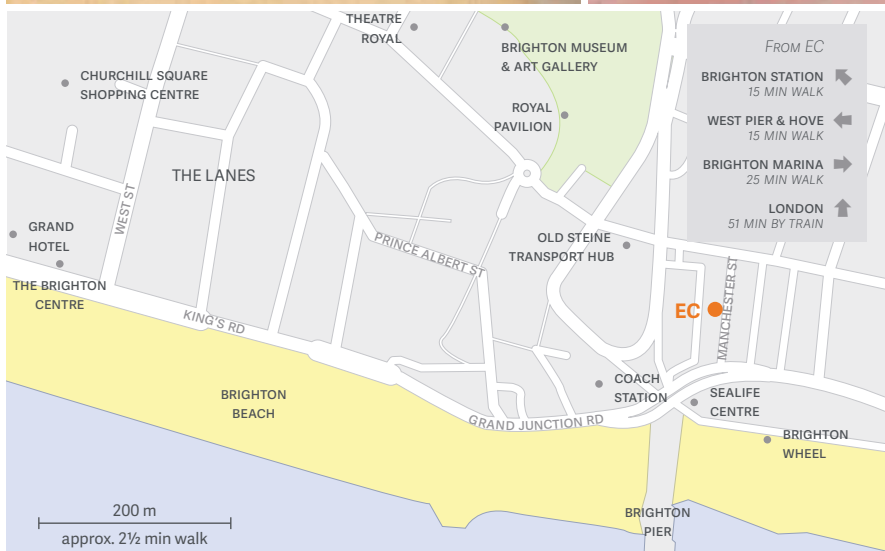 THEATRE
ROYAL
BRIGHTON MUSEUM
& ART GALLERY
CHURCHILL SQUARE
SHOPPING CENTRE
ROYAL
PAVILION
FROM EC
BRIGHTON STATION
15 MIN WALK
WEST PIER & HOVE
15 MIN WALK
BRIGHTON MARINA
25 MIN WALK
LONDON
51 MIN BY TRAIN
THE LANES
WEST ST
GRAND
HOTEL
PRINCE ALBERT ST
OLD STEINE
TRANSPORT HUB
THE BRIGHTON
CENTRE
KING'S RD
EC
MANCHESTER ST
BRIGHTON
BEACH
COACH
STATION
SEALIFE
CENTRE
GRAND JUNCTION RD
BRIGHTON
WHEEL
BRIGHTON
PIER
200 m
approx. 2½ min walk